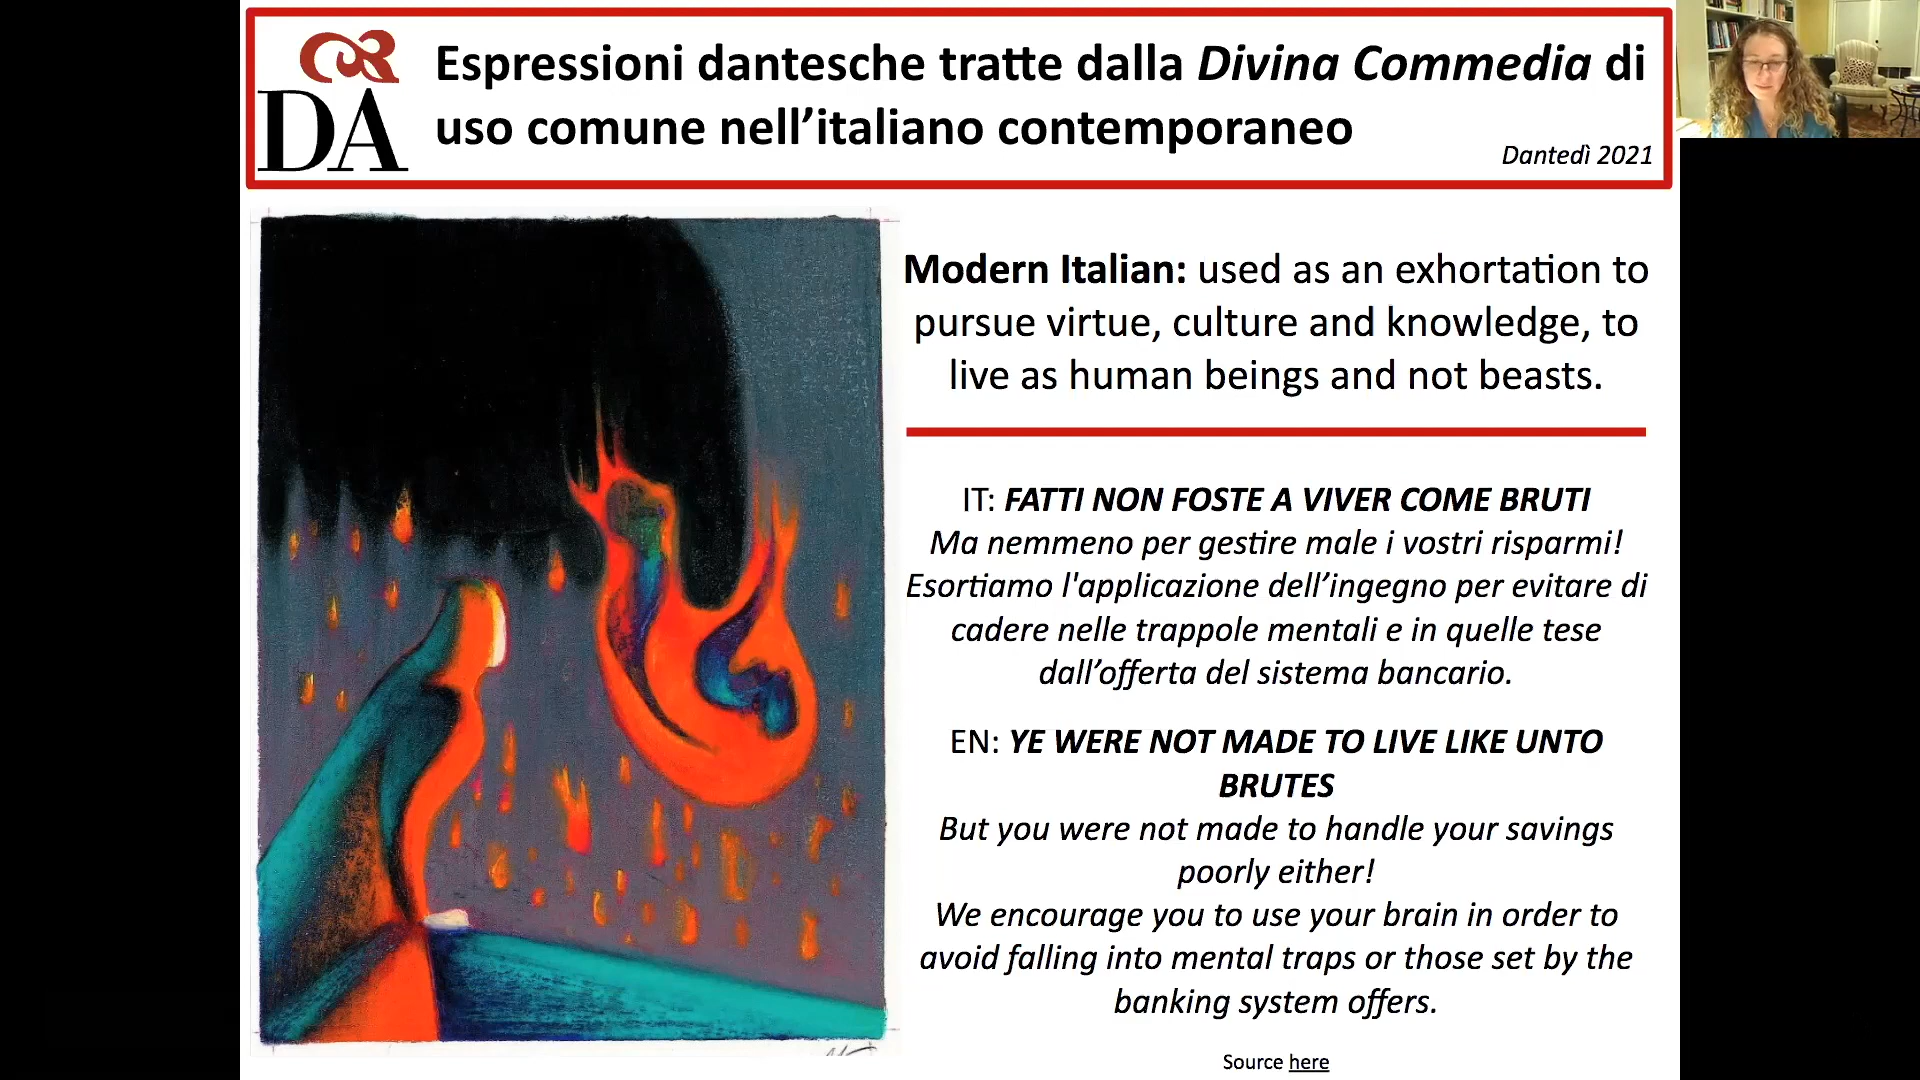 DA
Espressioni dantesche tratte dalla Divina Commedia di
uso comune nell’italiano contemporaneo
Dantedì 2021
Modern Italian: used as an exhortation to
pursue virtue, culture and knowledge, to
live as human beings and not beasts.
IT: FATTI NON FOSTE A VIVER COME BRUTI
Ma nemmeno per gestire male i vostri risparmi!
Esortiamo l'applicazione dell’ingegno per evitare di
cadere nelle trappole mentali e in quelle tese
dall’offerta del sistema bancario.
EN: YE WERE NOT MADE TO LIVE LIKE UNTO
BRUTES
But you were not made to handle your savings
poorly either!
We encourage you to use your brain in order to
avoid falling into mental traps or those set by the
banking system offers.
Source here